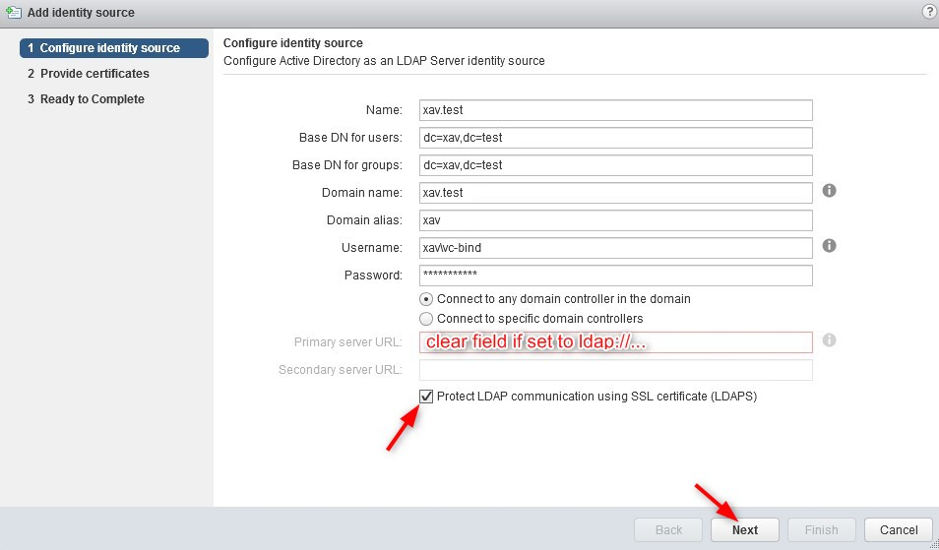 Add identity source
?
1 Configure identity source
2 Provide certificates
3 Ready to Complete
Configure identity source
Configure Active Directory as an LDAP Server identity source
Name: xav.test
Base DN for users: dc=xav,dc=test
Base DN for groups: dc=xav,dc=test
Domain name: xav.test
Domain alias: xav
Username: xav\vc-bind
Password: ***********
Connect to any domain controller in the domain
Connect to specific domain controllers
Primary server URL: clear field if set to ldap://...
Secondary server URL:
Protect LDAP communication using SSL certificate (LDAPS)
Back Next Finish Cancel